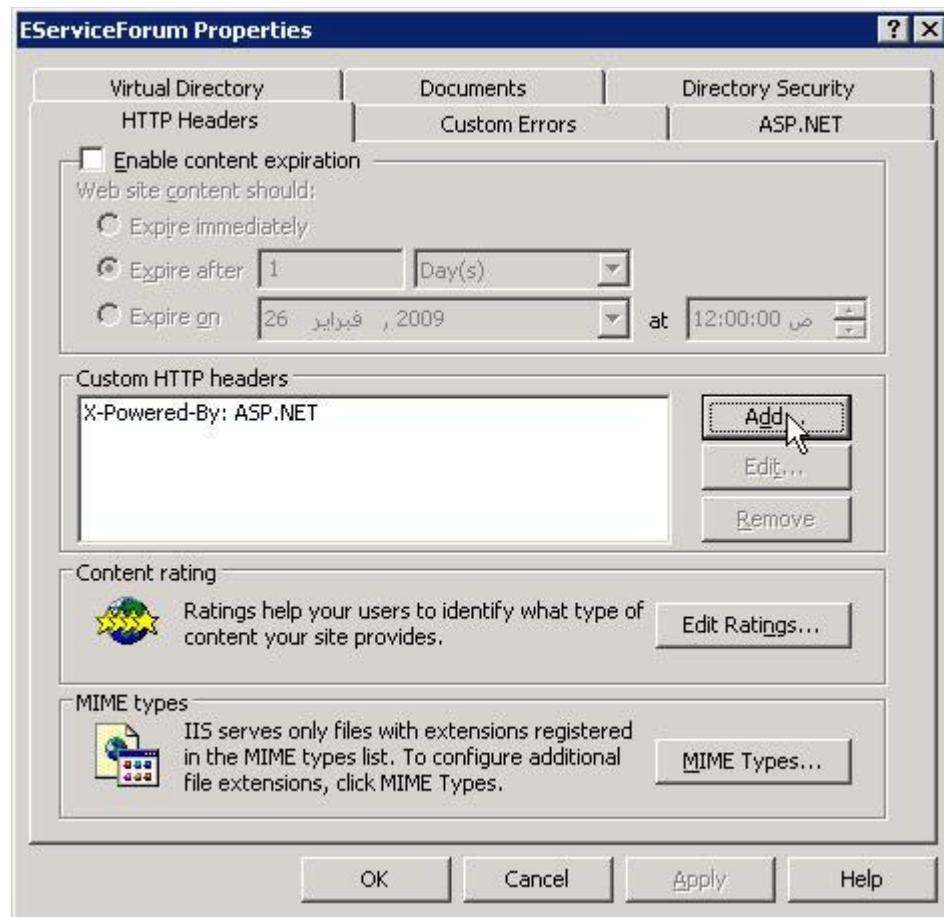 EServiceForum Properties
Virtual Directory Documents Directory Security
HTTP Headers Custom Errors ASP.NET
Enable content expiration
Web site content should:
Expire immediately
Expire after 1 Day(s)
Expire on 26 فبراير , 2009 at 12:00:00 ص
Custom HTTP headers
X-Powered-By: ASP.NET
Add...
Edit...
Remove
Content rating
Ratings help your users to identify what type of
content your site provides.
Edit Ratings...
MIME types
IIS serves only files with extensions registered
in the MIME types list. To configure additional
file extensions, click MIME Types.
MIME Types...
OK Cancel Apply Help